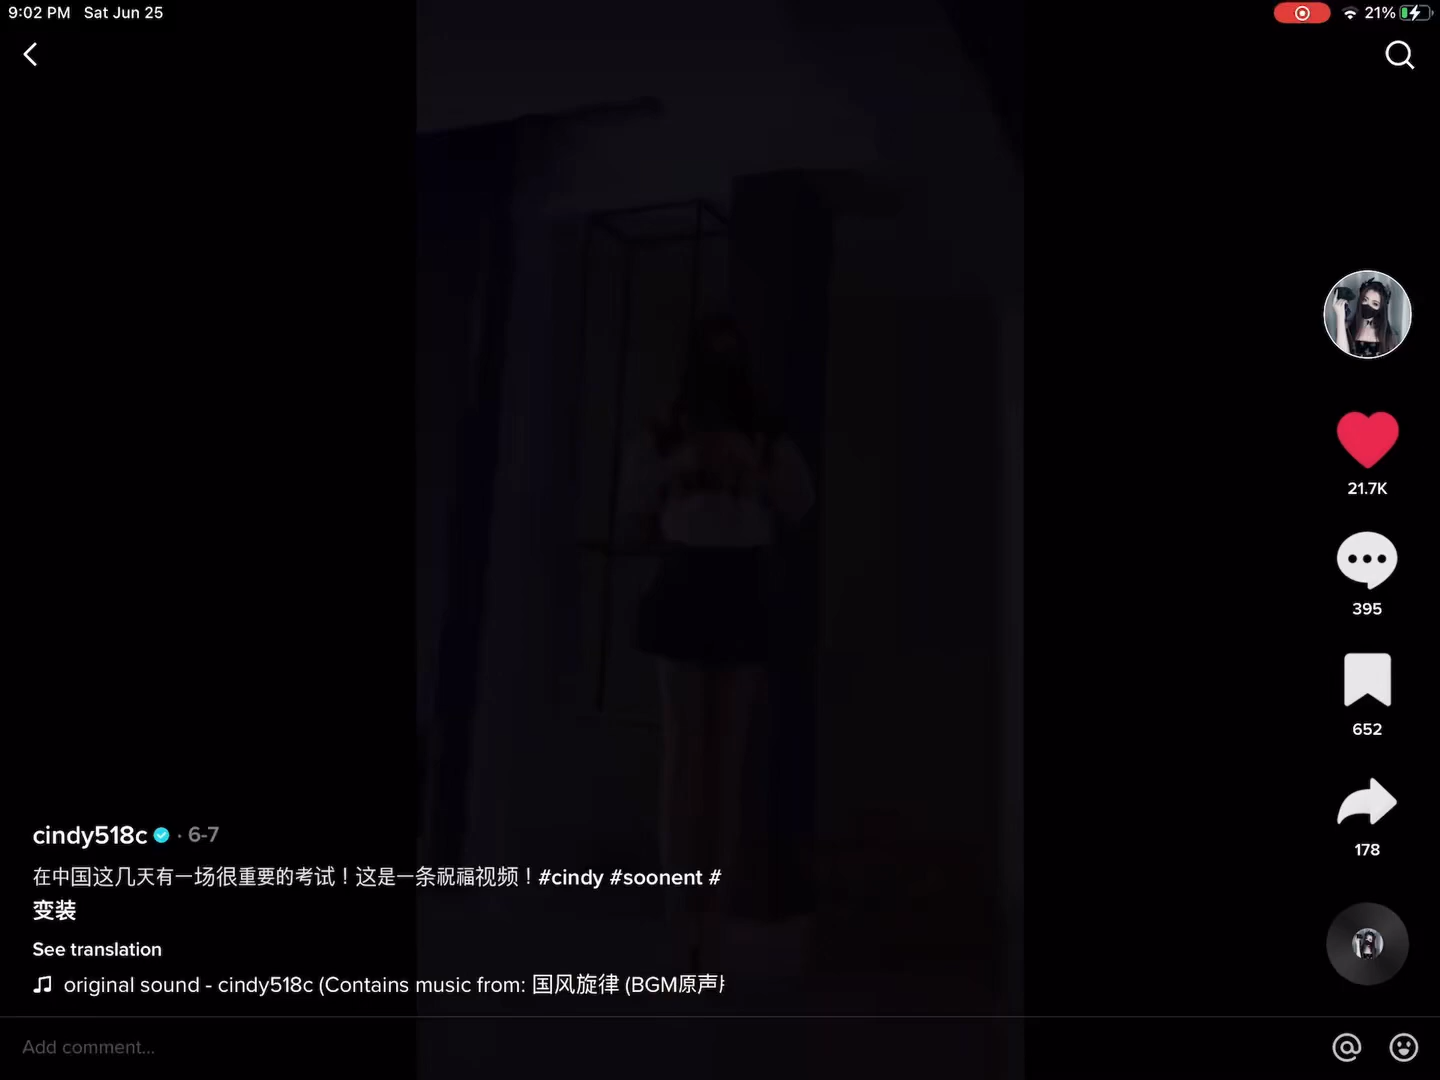 9:02 PM Sat Jun 25
21%
21.7K
395
652
178
cindy518c · 6-7
在中国这几天有一场很重要的考试！这是一条祝福视频！#cindy #soonent #
变装
See translation
original sound - cindy518c (Contains music from: 国风旋律 (BGM原声
Add comment...